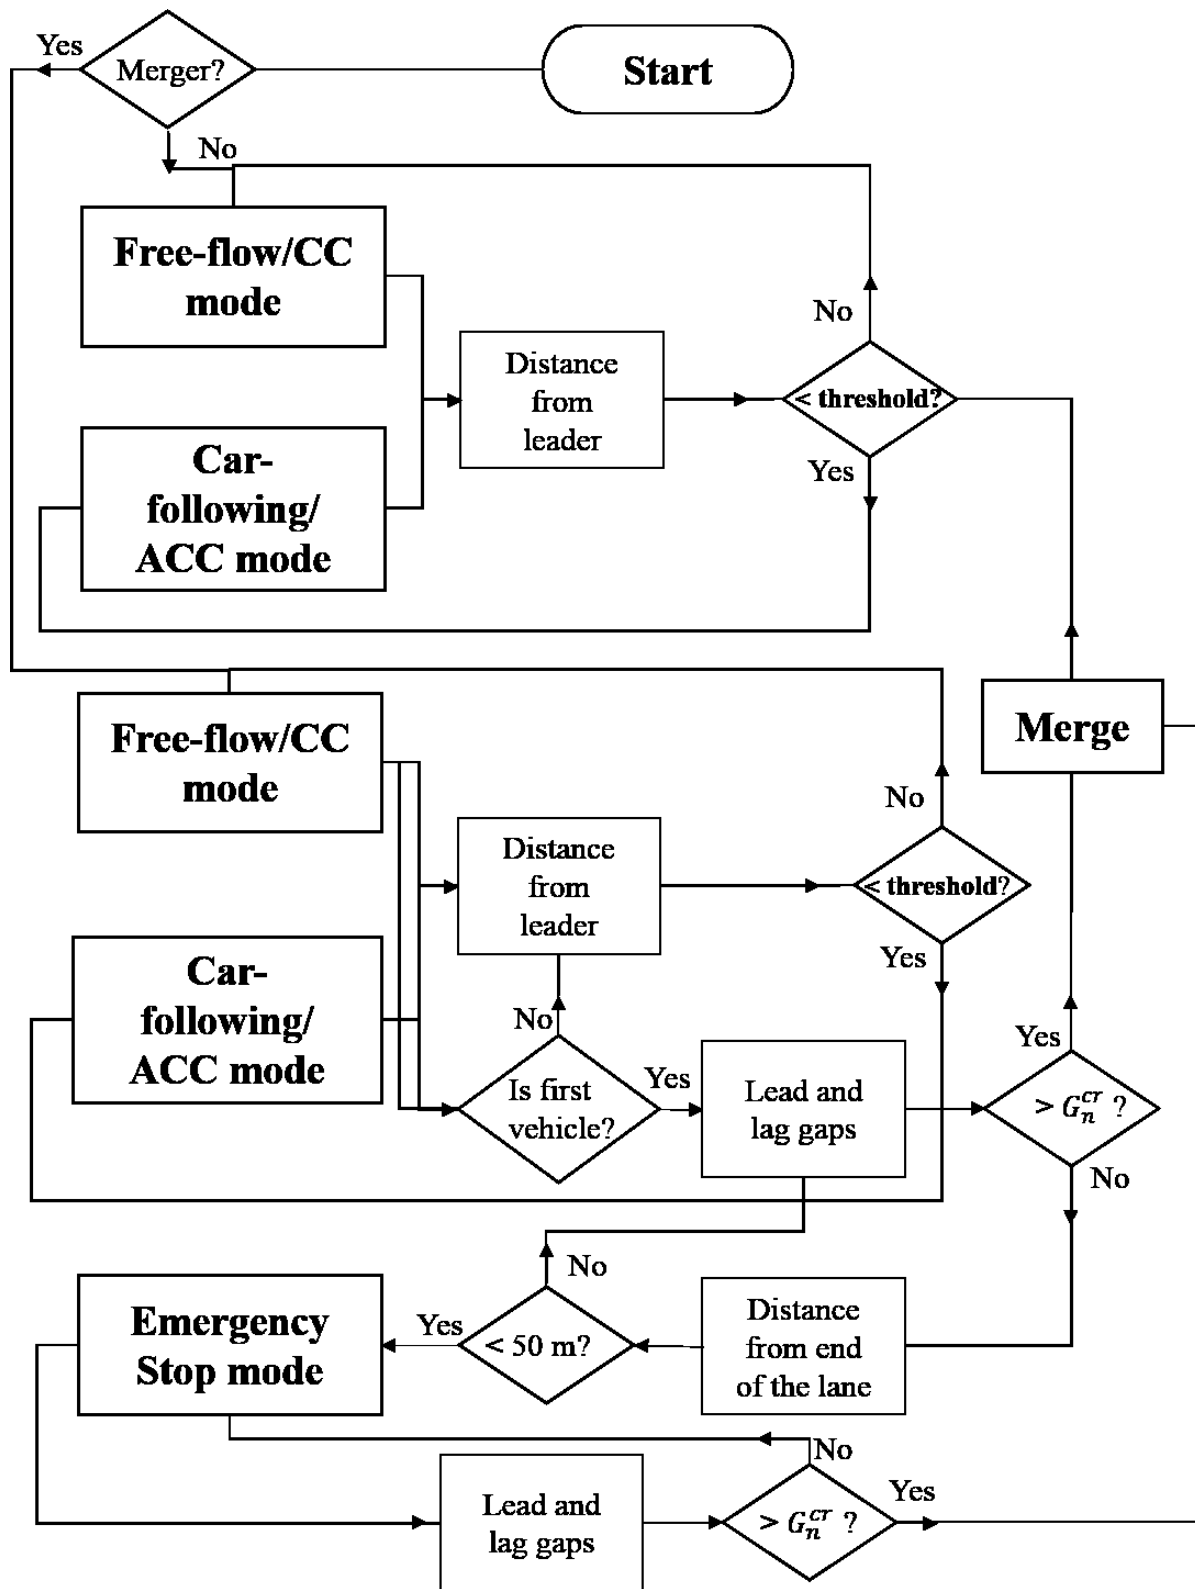 Yes
Merger?
Start
No
Free-flow/CC
mode
No
Distance
from
leader
< threshold?
Car-
following/
ACC mode
Yes
Free-flow/CC
mode
Merge
No
Distance
from
leader
< threshold?
Yes
Car-
following/
ACC mode
No
Is first
vehicle?
Yes
Lead and
lag gaps
Yes
> G_n^{cr} ?
No
No
Emergency
Stop mode
Yes
< 50 m?
Distance
from end
of the lane
No
Lead and
lag gaps
> G_n^{cr} ?
Yes